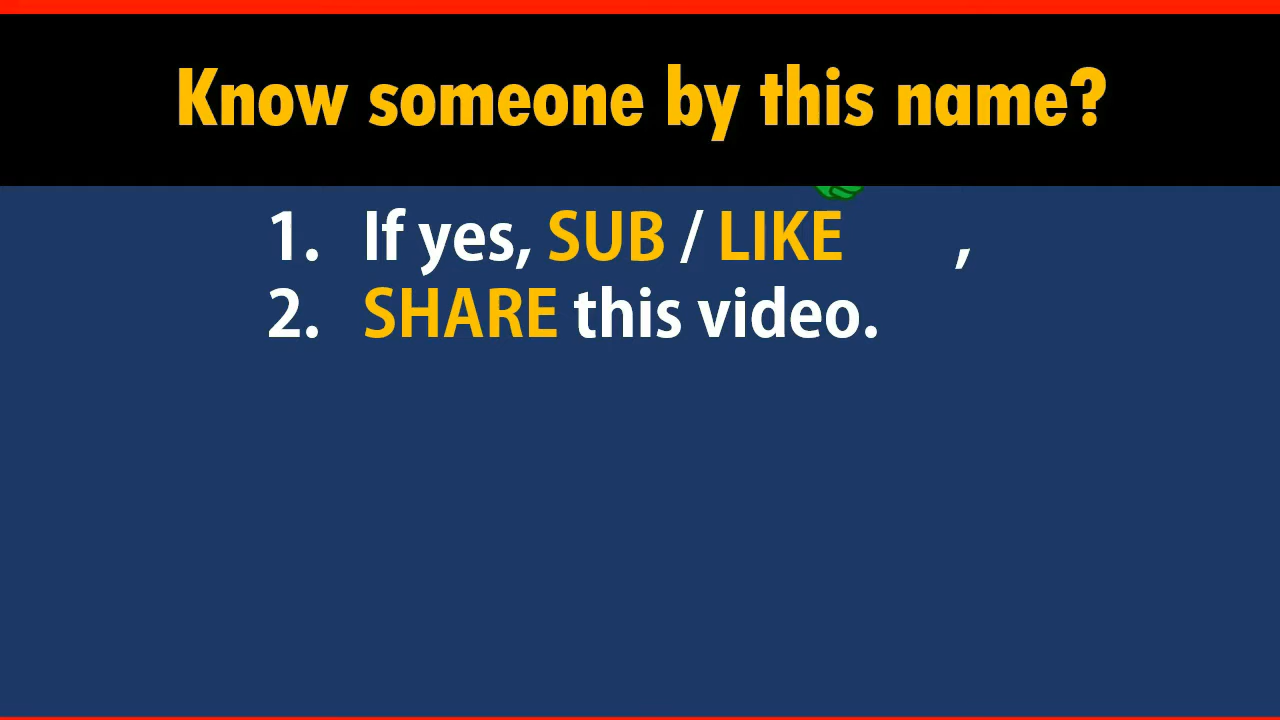 Know someone by this name?
1. If yes, SUB / LIKE ,
2. SHARE this video.